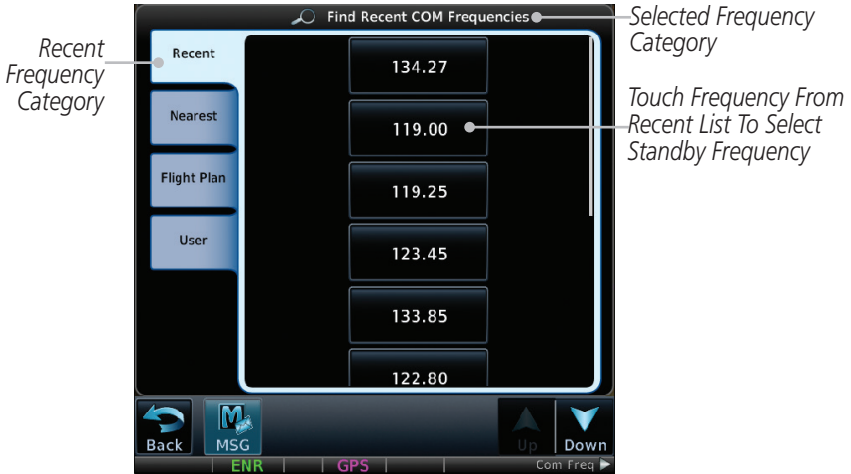 Find Recent COM Frequencies
Selected Frequency
Category
Recent
Frequency
Category
Recent
Nearest
Flight Plan
User
134.27
119.00
119.25
123.45
133.85
122.80
Touch Frequency From
Recent List To Select
Standby Frequency
Back
MSG
Up
Down
ENR
GPS
Com Freq